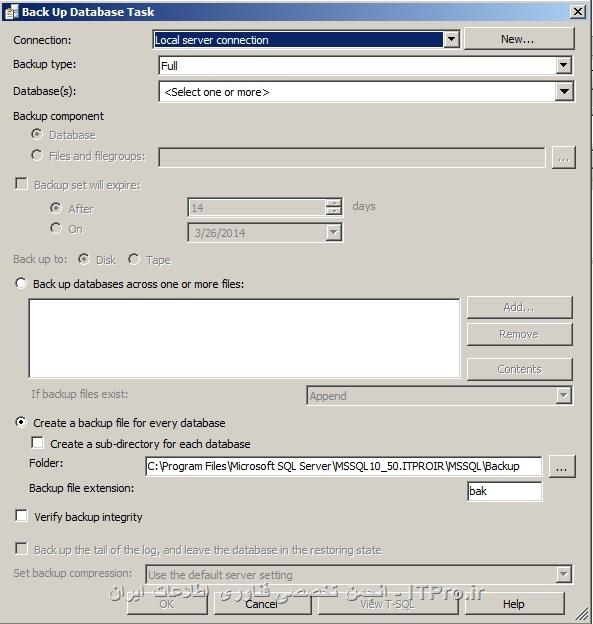 Back Up Database Task
Connection: Local server connection New...
Backup type: Full
Database(s): <Select one or more>
Backup component
Database
Files and filegroups: ...
Backup set will expire:
After 14 days
On 3/26/2014
Back up to: Disk Tape
Back up databases across one or more files:
Add...
Remove
Contents
If backup files exist: Append
Create a backup file for every database
Create a sub-directory for each database
Folder: C:\Program Files\Microsoft SQL Server\MSSQL10_50.ITPROIR\MSSQL\Backup ...
Backup file extension: bak
Verify backup integrity
Back up the tail of the log, and leave the database in the restoring state
Set backup compression: Use the default server setting
انجمن تخصصی فناوری اطلاعات ایران - ITPro.ir
OK Cancel View T-SQL Help